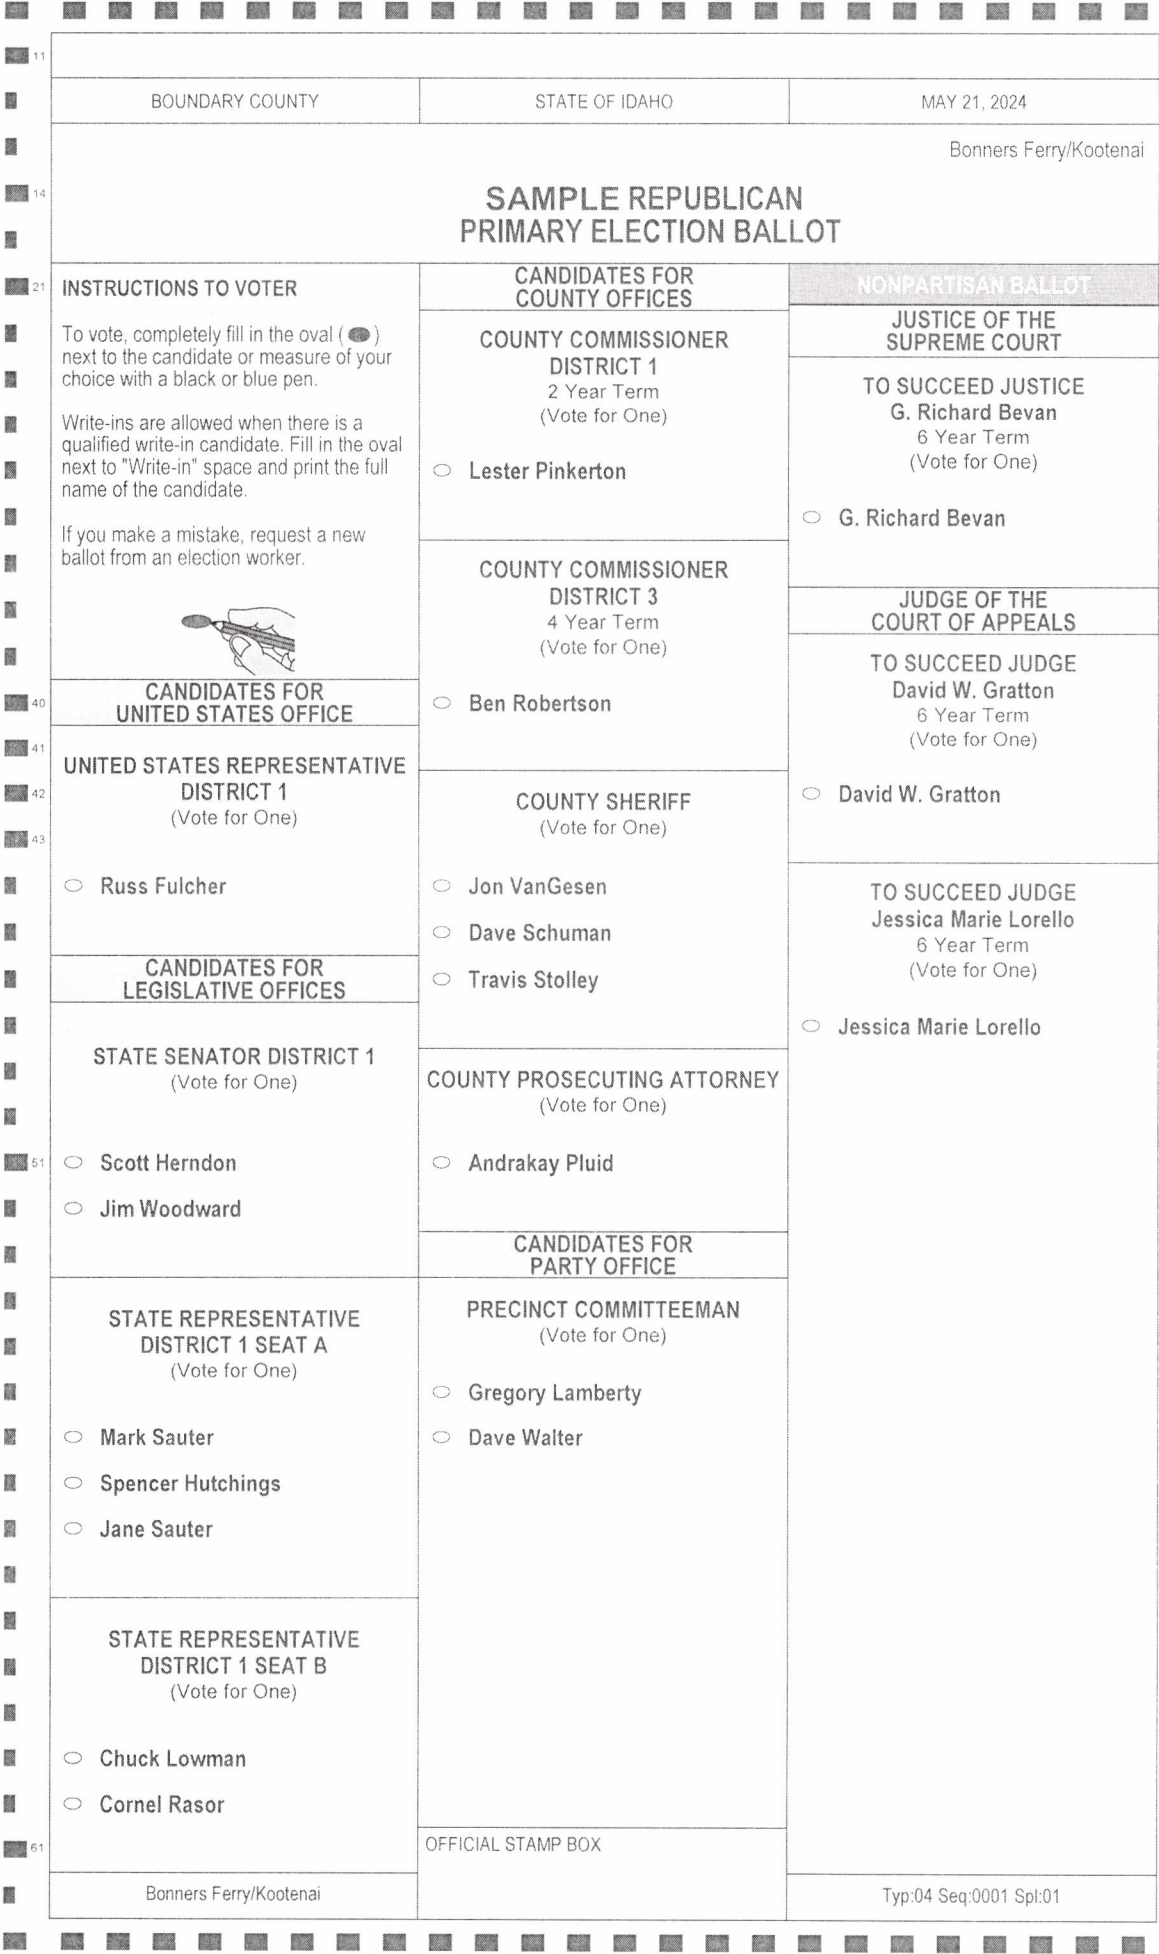 11
BOUNDARY COUNTY
STATE OF IDAHO
MAY 21, 2024
Bonners Ferry/Kootenai
14
SAMPLE REPUBLICAN
PRIMARY ELECTION BALLOT
21
INSTRUCTIONS TO VOTER
To vote, completely fill in the oval ( )
next to the candidate or measure of your
choice with a black or blue pen.
Write-ins are allowed when there is a
qualified write-in candidate. Fill in the oval
next to "Write-in" space and print the full
name of the candidate.
If you make a mistake, request a new
ballot from an election worker.
40
CANDIDATES FOR
UNITED STATES OFFICE
41
UNITED STATES REPRESENTATIVE
DISTRICT 1
42
(Vote for One)
43
Russ Fulcher
CANDIDATES FOR
LEGISLATIVE OFFICES
STATE SENATOR DISTRICT 1
(Vote for One)
51
Scott Herndon
Jim Woodward
STATE REPRESENTATIVE
DISTRICT 1 SEAT A
(Vote for One)
Mark Sauter
Spencer Hutchings
Jane Sauter
STATE REPRESENTATIVE
DISTRICT 1 SEAT B
(Vote for One)
Chuck Lowman
Cornel Rasor
61
Bonners Ferry/Kootenai
CANDIDATES FOR
COUNTY OFFICES
COUNTY COMMISSIONER
DISTRICT 1
2 Year Term
(Vote for One)
Lester Pinkerton
COUNTY COMMISSIONER
DISTRICT 3
4 Year Term
(Vote for One)
Ben Robertson
COUNTY SHERIFF
(Vote for One)
Jon VanGesen
Dave Schuman
Travis Stolley
COUNTY PROSECUTING ATTORNEY
(Vote for One)
Andrakay Pluid
CANDIDATES FOR
PARTY OFFICE
PRECINCT COMMITTEEMAN
(Vote for One)
Gregory Lamberty
Dave Walter
OFFICIAL STAMP BOX
NONPARTISAN BALLOT
JUSTICE OF THE
SUPREME COURT
TO SUCCEED JUSTICE
G. Richard Bevan
6 Year Term
(Vote for One)
G. Richard Bevan
JUDGE OF THE
COURT OF APPEALS
TO SUCCEED JUDGE
David W. Gratton
6 Year Term
(Vote for One)
David W. Gratton
TO SUCCEED JUDGE
Jessica Marie Lorello
6 Year Term
(Vote for One)
Jessica Marie Lorello
Typ:04 Seq:0001 Spl:01